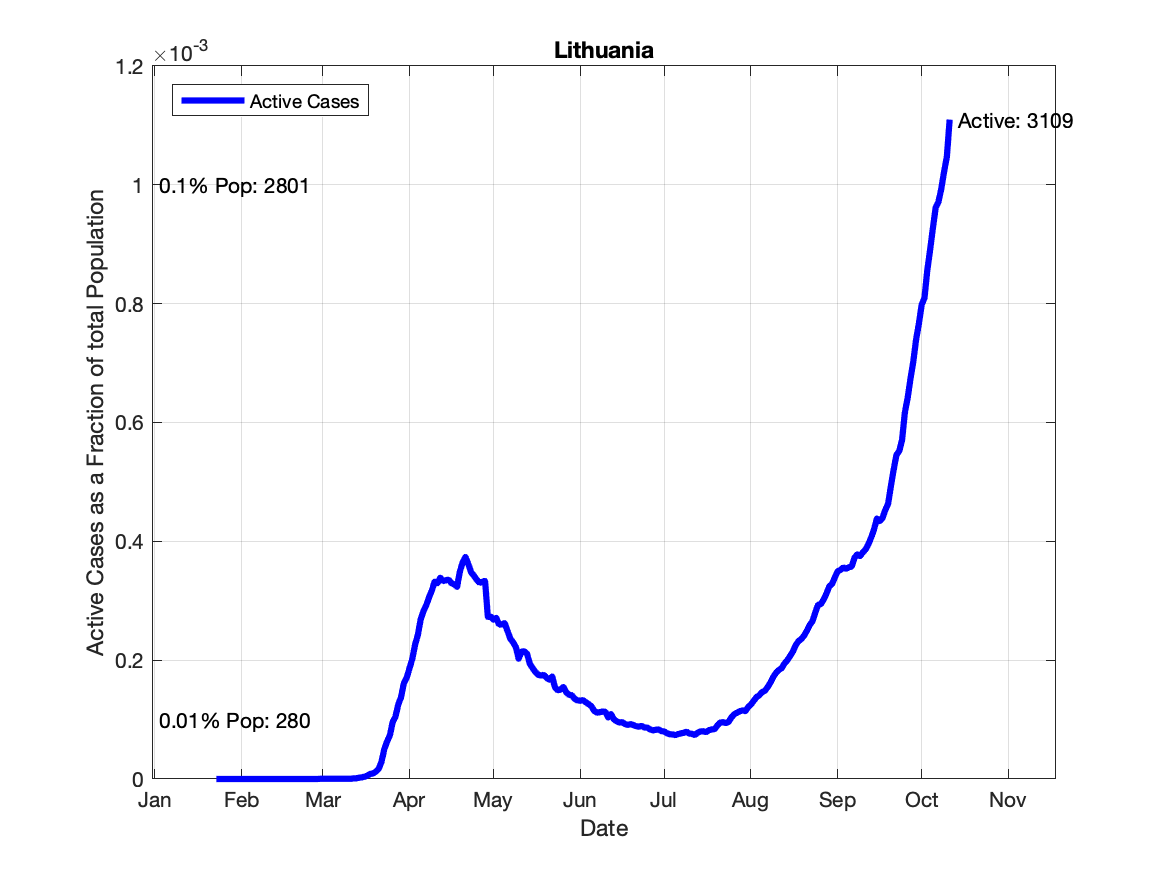 Lithuania
×10-3
1.2
1
0.8
0.6
0.4
0.2
0
Active Cases as a Fraction of total Population
Active Cases
0.1% Pop: 2801
0.01% Pop: 280
Active: 3109
Jan Feb Mar Apr May Jun Jul Aug Sep Oct Nov
Date